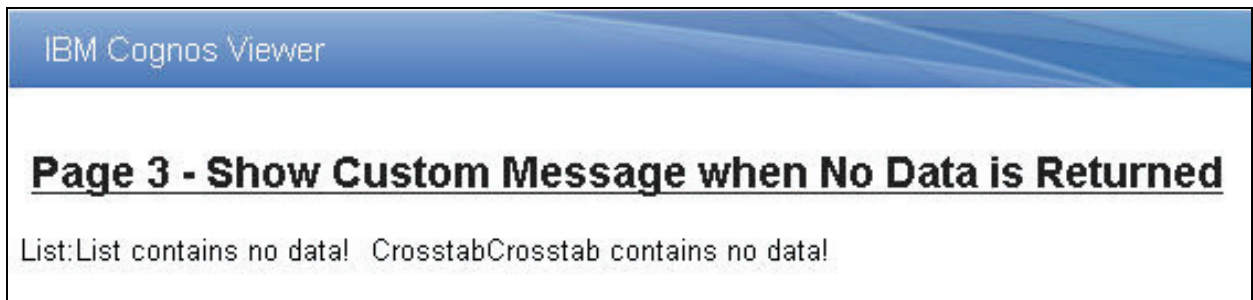 IBM Cognos Viewer
Page 3 - Show Custom Message when No Data is Returned
List:List contains no data! CrosstabCrosstab contains no data!